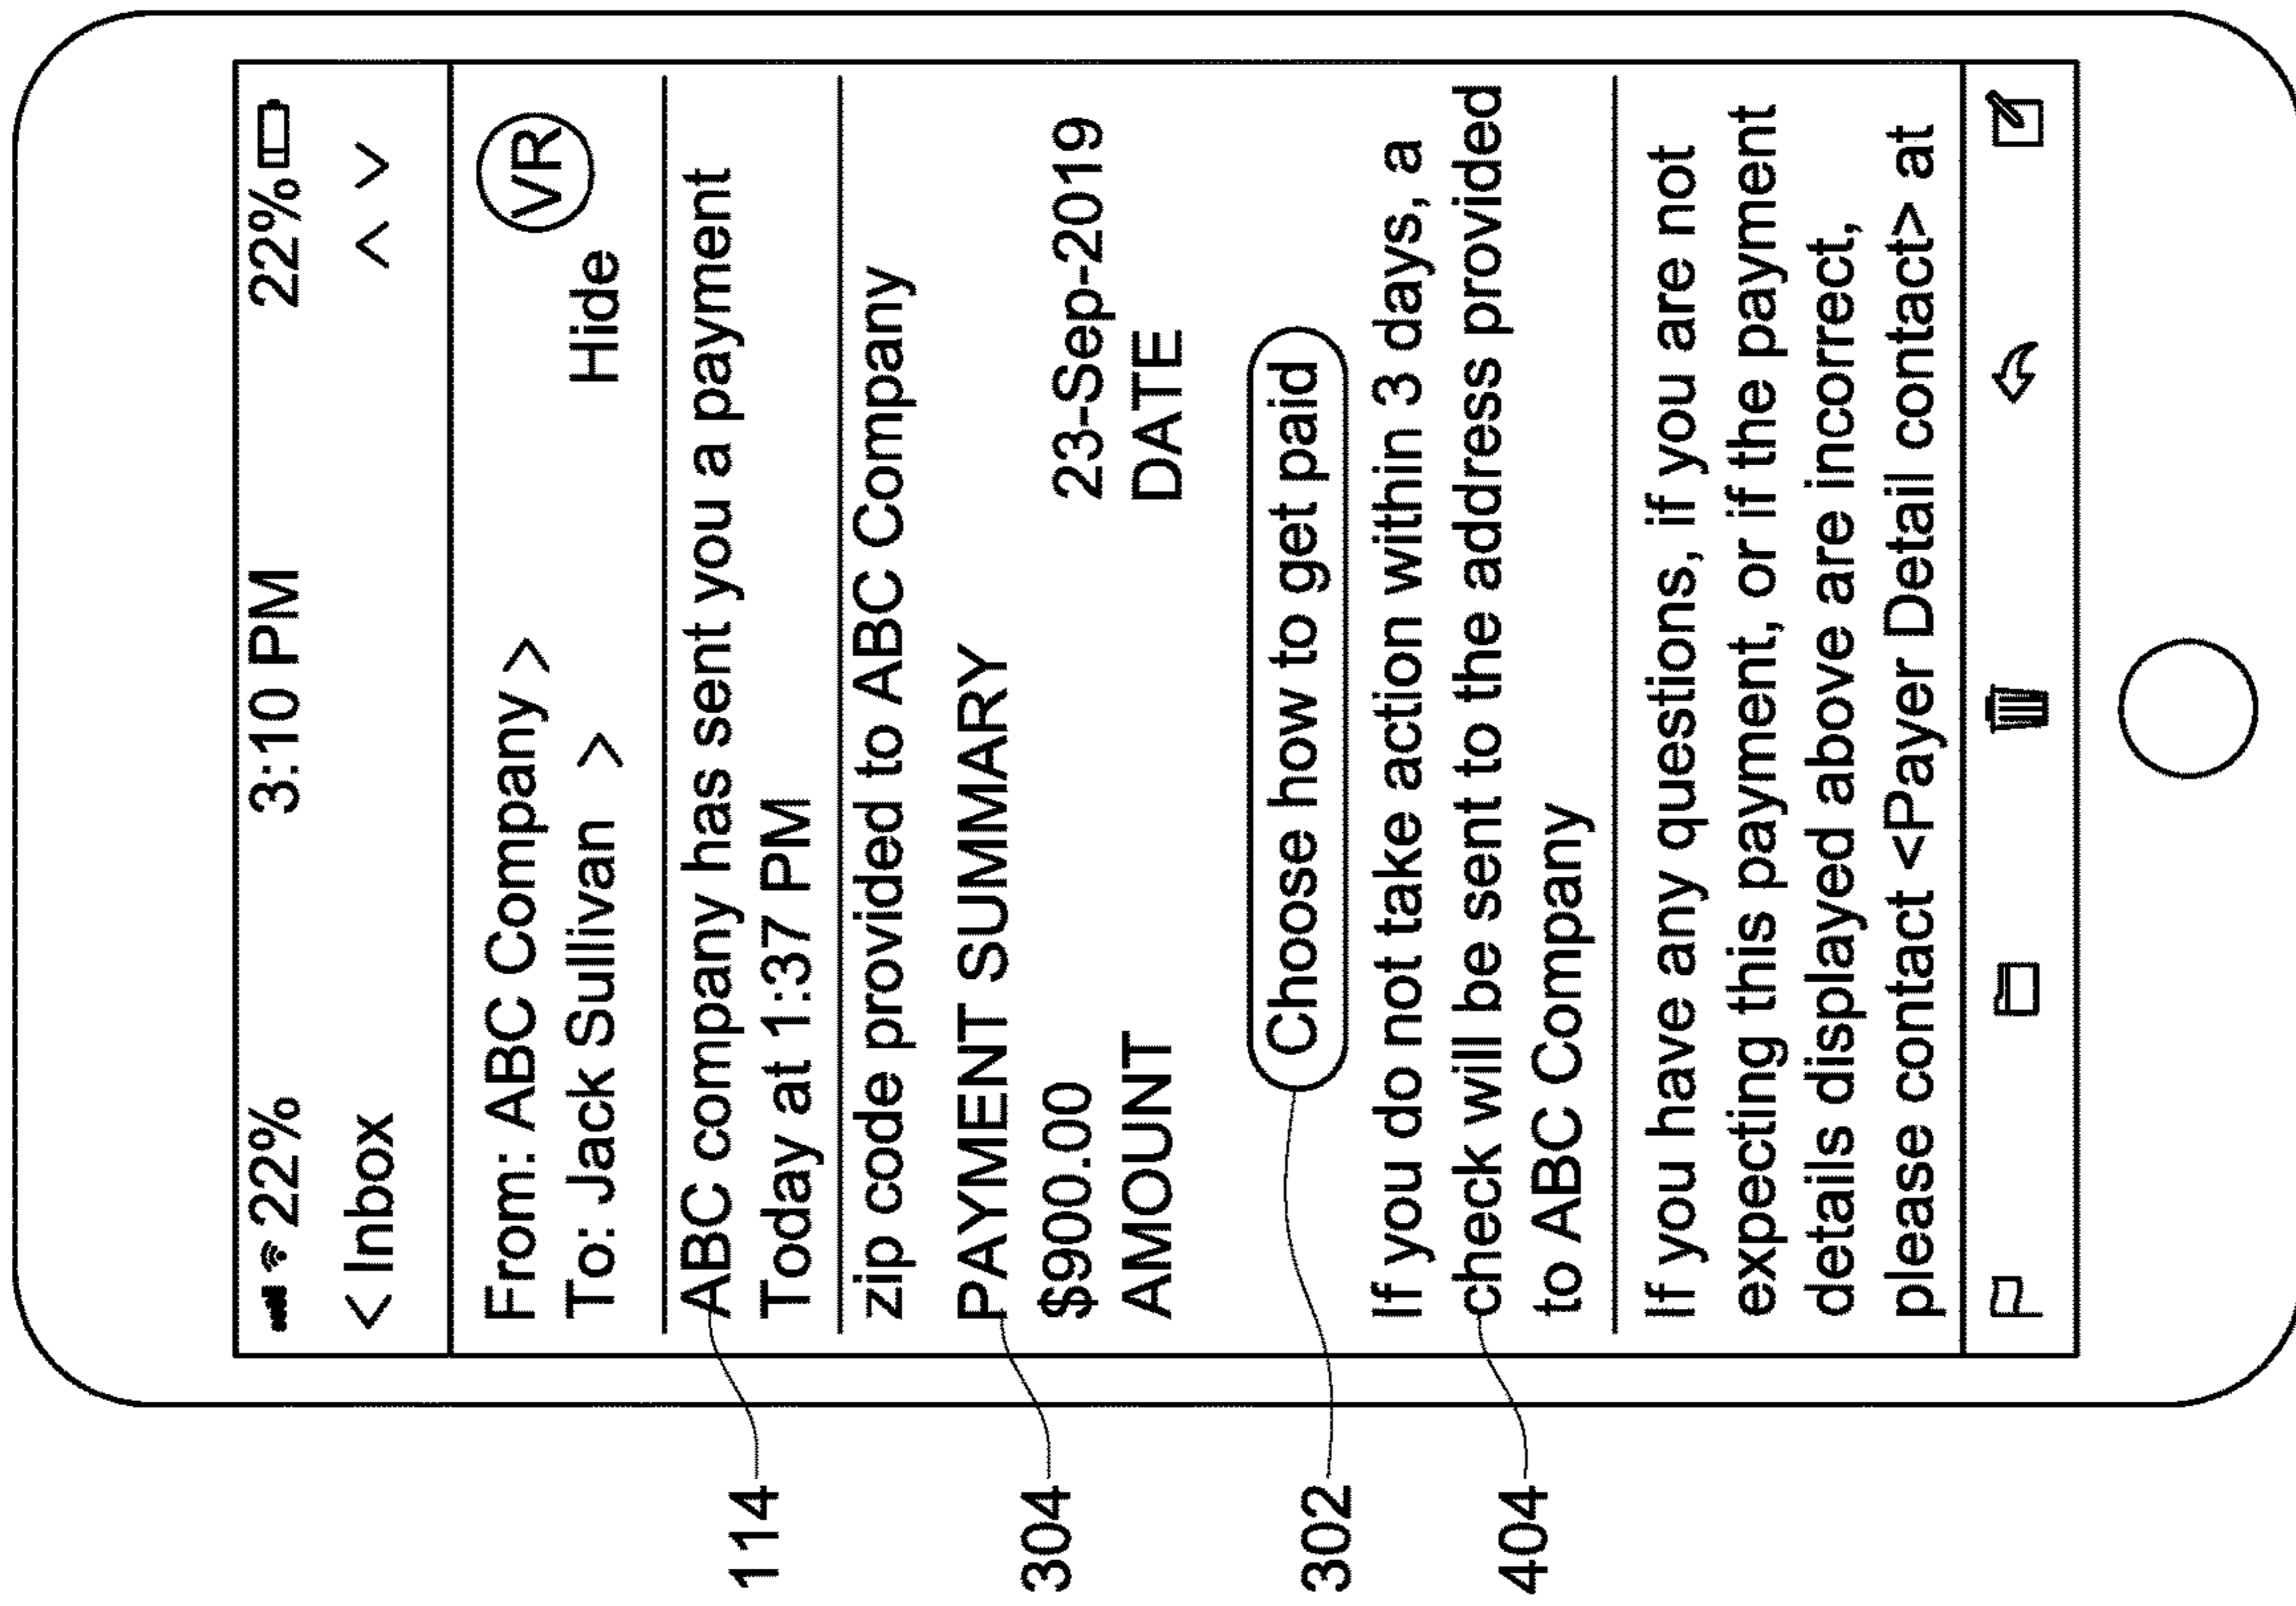 22% 3:10 PM 22%
< Inbox
VR
From: ABC Company >
To: Jack Sullivan > Hide
ABC company has sent you a payment
Today at 1:37 PM
zip code provided to ABC Company
PAYMENT SUMMARY
$900.00 23-Sep-2019
AMOUNT DATE
Choose how to get paid
If you do not take action within 3 days, a
check will be sent to the address provided
to ABC Company
If you have any questions, if you are not
expecting this payment, or if the payment
details displayed above are incorrect,
please contact <Payer Detail contact> at
114
304
302
404